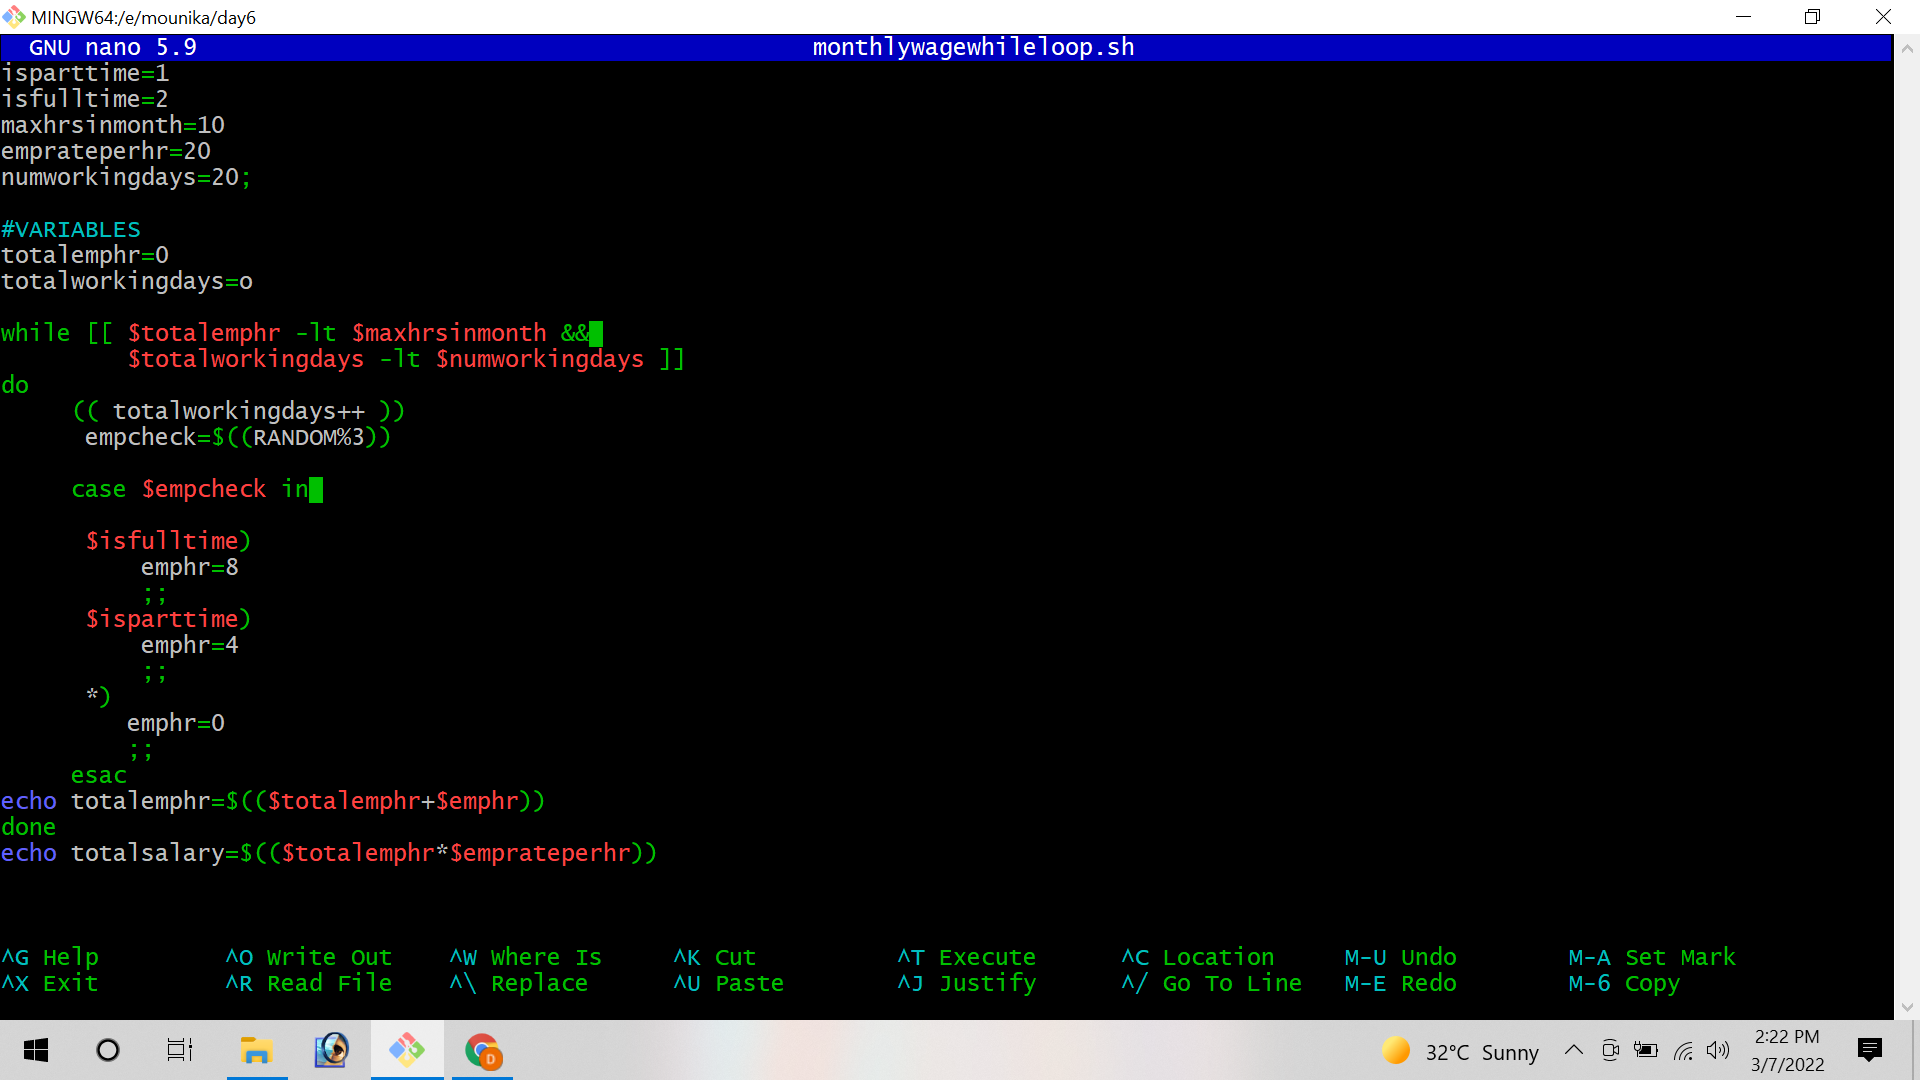 MINGW64:/e/mounika/day6
GNU nano 5.9 monthlywagewhileloop.sh
isparttime=1
isfulltime=2
maxhrsinmonth=10
emprateperhr=20
numworkingdays=20;
#VARIABLES
totalemphr=0
totalworkingdays=o
while [[ $totalemphr -lt $maxhrsinmonth &&
$totalworkingdays -lt $numworkingdays ]]
do
(( totalworkingdays++ ))
empcheck=$((RANDOM%3))
case $empcheck in
$isfulltime)
emphr=8
;;
$isparttime)
emphr=4
;;
*)
emphr=0
;;
esac
echo totalemphr=$(($totalemphr+$emphr))
done
echo totalsalary=$(($totalemphr*$emprateperhr))
^G Help ^O Write Out ^W Where Is ^K Cut ^T Execute ^C Location M-U Undo M-A Set Mark
^X Exit ^R Read File ^\ Replace ^U Paste ^J Justify ^/ Go To Line M-E Redo M-6 Copy
D
32°C Sunny
2:22 PM
3/7/2022